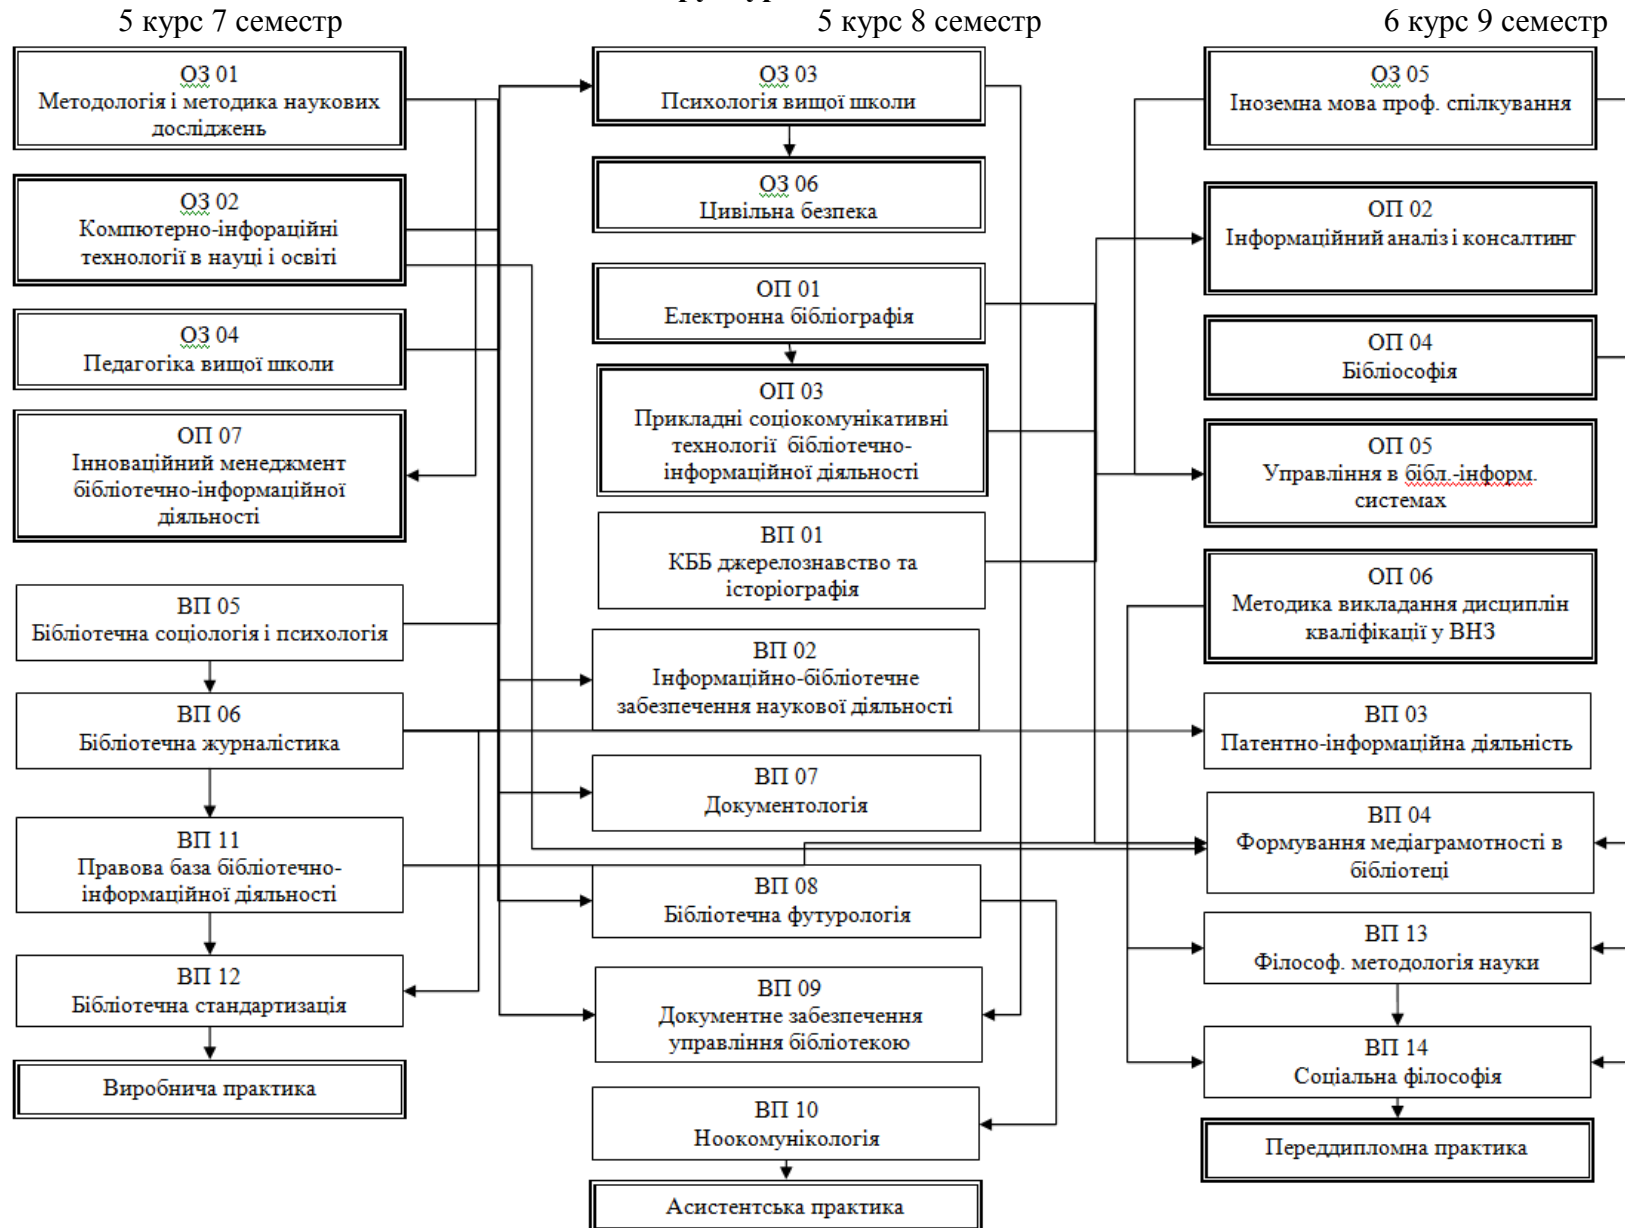 5 курс 7 семестр
5 курс 8 семестр
6 курс 9 семестр
ОЗ 01
Методологія і методика наукових
досліджень
ОЗ 02
Компютерно-інфораційні
технології в науці і освіті
ОЗ 04
Педагогіка вищої школи
ОП 07
Інноваційний менеджмент
бібліотечно-інформаційної
діяльності
ВП 05
Бібліотечна соціологія і психологія
ВП 06
Бібліотечна журналістика
ВП 11
Правова база бібліотечно-
інформаційної діяльності
ВП 12
Бібліотечна стандартизація
Виробнича практика
ОЗ 03
Психологія вищої школи
ОЗ 06
Цивільна безпека
ОП 01
Електронна бібліографія
ОП 03
Прикладні соціокомунікативні
технології бібліотечно-
інформаційної діяльності
ВП 01
КББ джерелознавство та
історіографія
ВП 02
Інформаційно-бібліотечне
забезпечення наукової діяльності
ВП 07
Документологія
ВП 08
Бібліотечна футурологія
ВП 09
Документне забезпечення
управління бібліотекою
ВП 10
Ноокомунікологія
Асистентська практика
ОЗ 05
Іноземна мова проф. спілкування
ОП 02
Інформаційний аналіз і консалтинг
ОП 04
Бібліософія
ОП 05
Управління в бібл.-інформ.
системах
ОП 06
Методика викладання дисциплін
кваліфікації у ВНЗ
ВП 03
Патентно-інформаційна діяльність
ВП 04
Формування медіаграмотності в
бібліотеці
ВП 13
Філософ. методологія науки
ВП 14
Соціальна філософія
Переддипломна практика